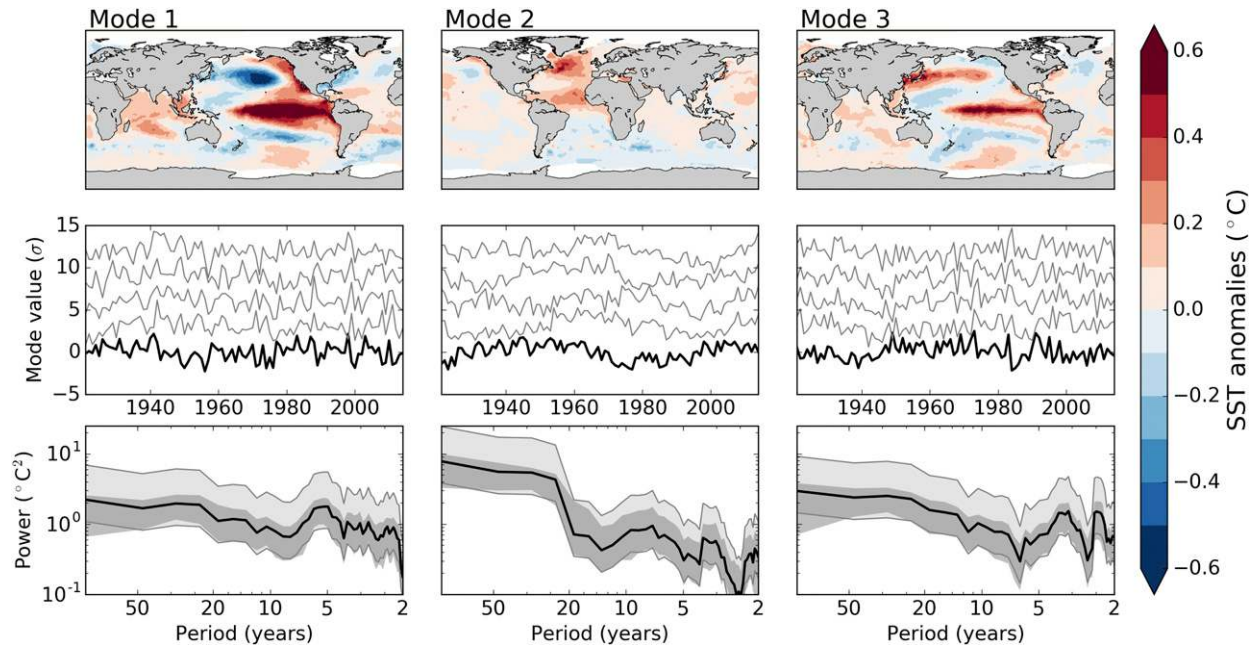 Mode 1 Mode 2 Mode 3
0.6
0.4
0.2
0.0
−0.2
−0.4
−0.6
SST anomalies (°C)
15
10
5
0
−5
Mode value (σ)
1940 1960 1980 2000
1940 1960 1980 2000
1940 1960 1980 2000
10¹
10⁰
10⁻¹
Power (°C²)
50 20 10 5 2
50 20 10 5 2
50 20 10 5 2
Period (years) Period (years) Period (years)